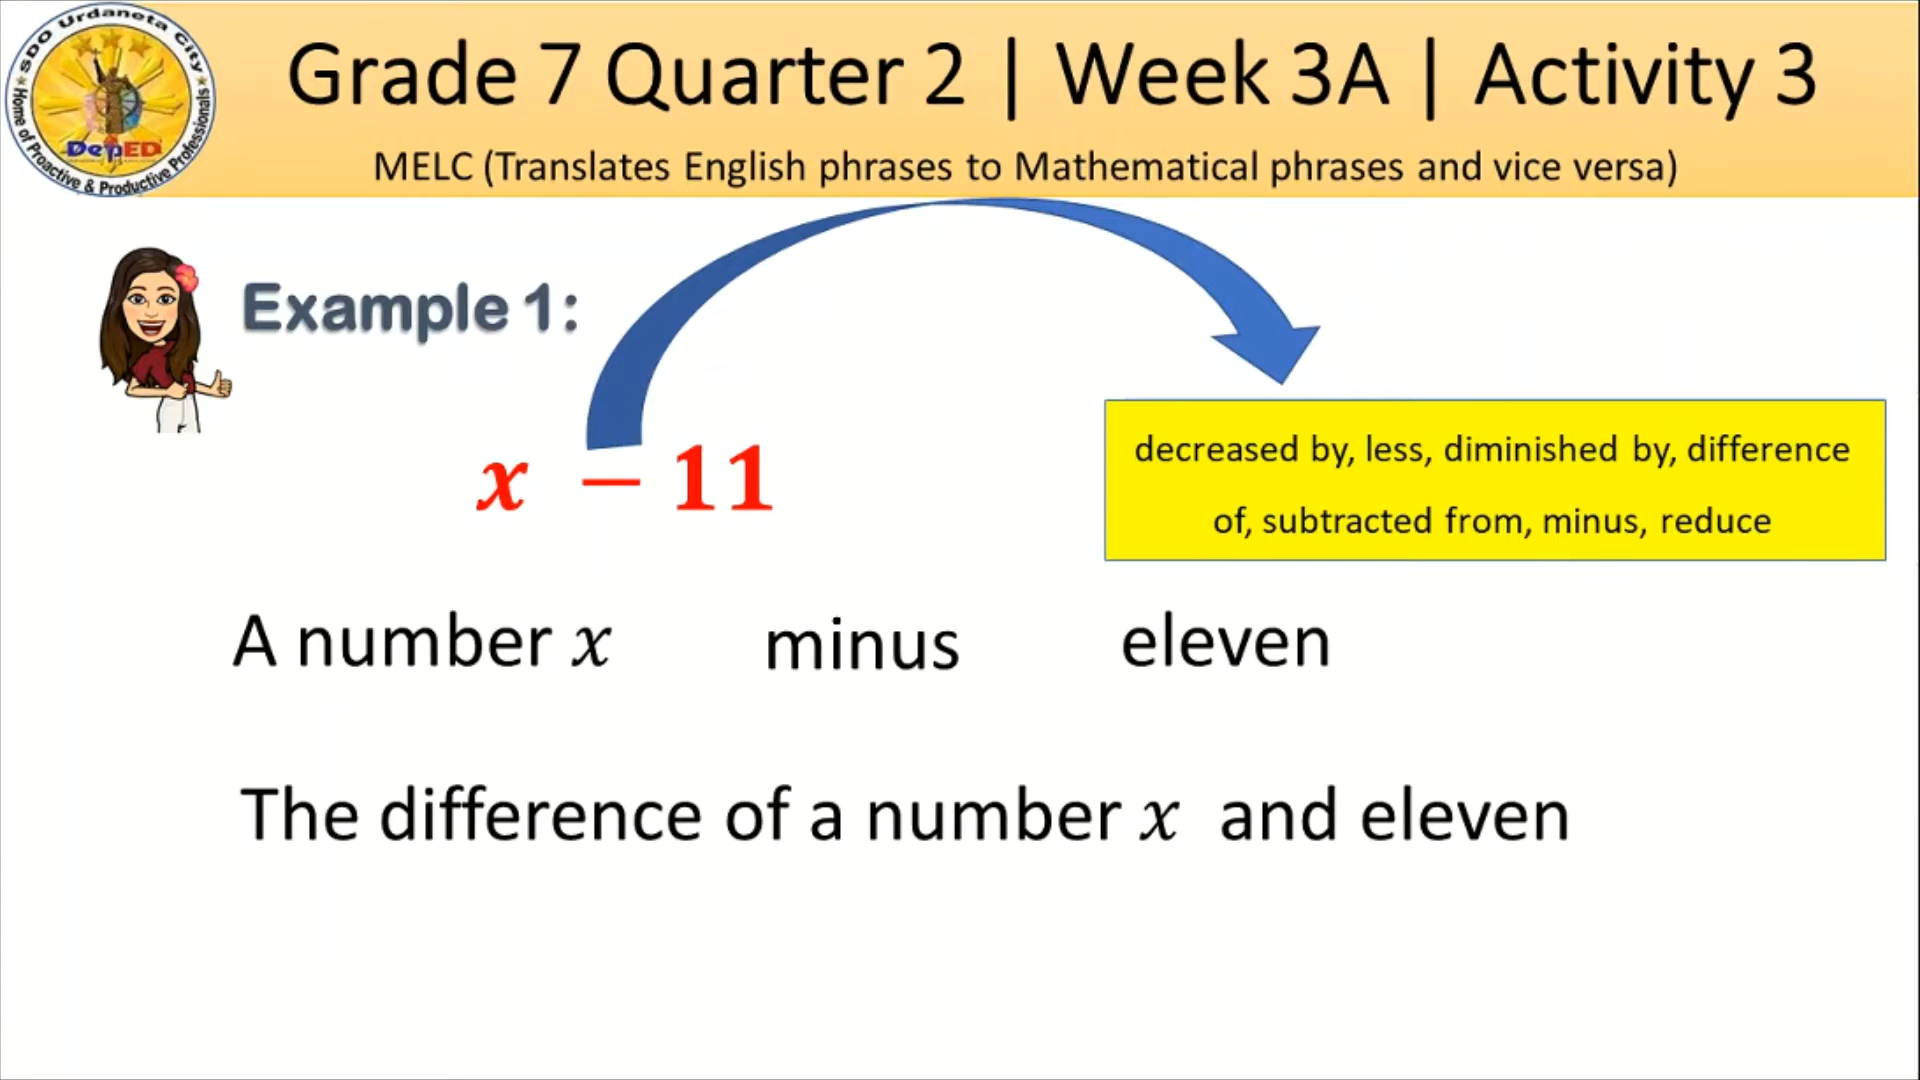 SDO Urdaneta City
Home of Proactive & Productive Professionals
DepED
Grade 7 Quarter 2 | Week 3A | Activity 3
MELC (Translates English phrases to Mathematical phrases and vice versa)
Example 1:
x − 11
decreased by, less, diminished by, difference
of, subtracted from, minus, reduce
A number x minus eleven
The difference of a number x and eleven